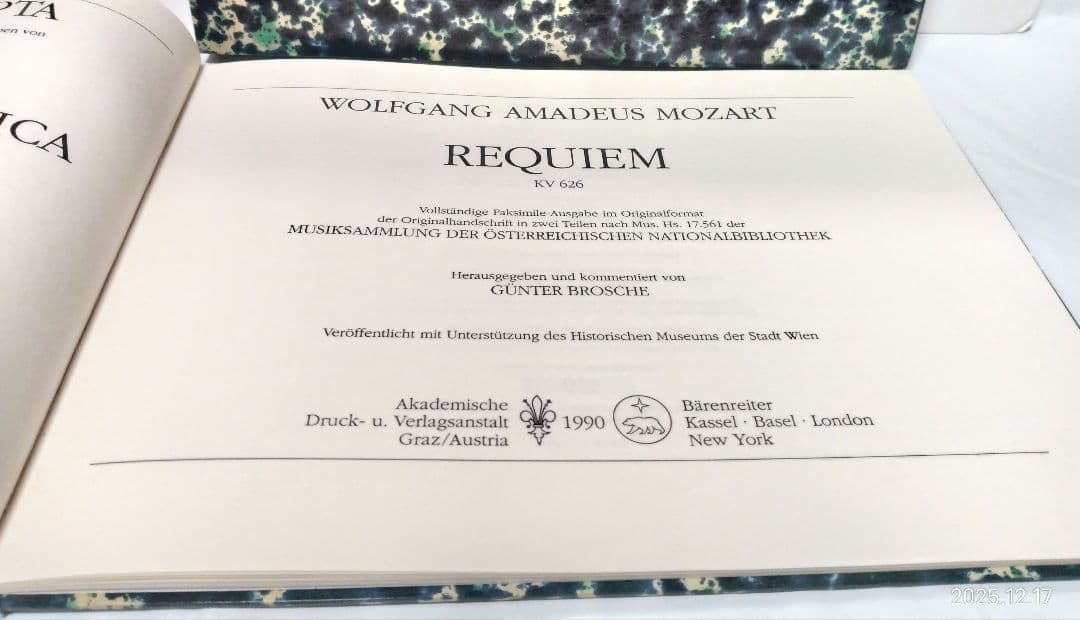 OTA
ben von
ICA
WOLFGANG AMADEUS MOZART
REQUIEM
KV 626
Vollständige Faksimile-Ausgabe im Originalformat
der Originalhandschrift in zwei Teilen nach Mus. Hs. 17.561 der
MUSIKSAMMLUNG DER ÖSTERREICHISCHEN NATIONALBIBLIOTHEK
Herausgegeben und kommentiert von
GÜNTER BROSCHE
Veröffentlicht mit Unterstützung des Historischen Museums der Stadt Wien
Akademische
Druck- u. Verlagsanstalt
Graz/Austria
1990
Bärenreiter
Kassel · Basel · London
New York
2025.12.17